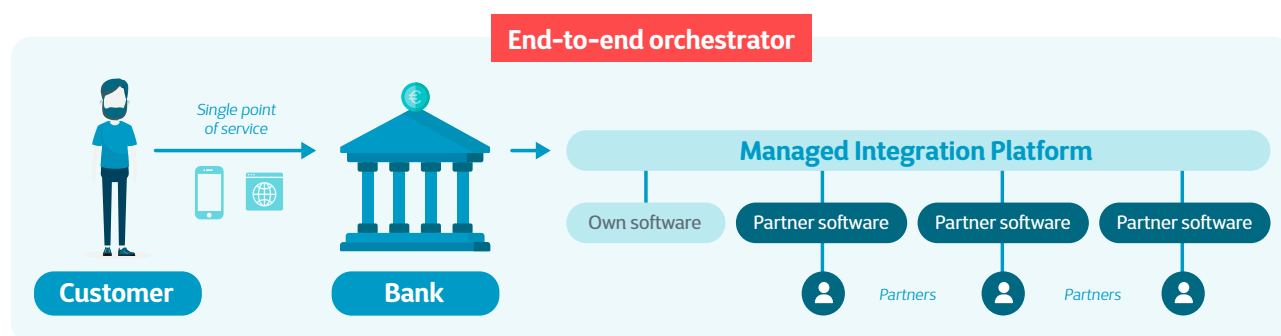 End-to-end orchestrator
Single point
of service
€
Managed Integration Platform
Own software
Partner software
Partner software
Partner software
Customer
Bank
Partners
Partners